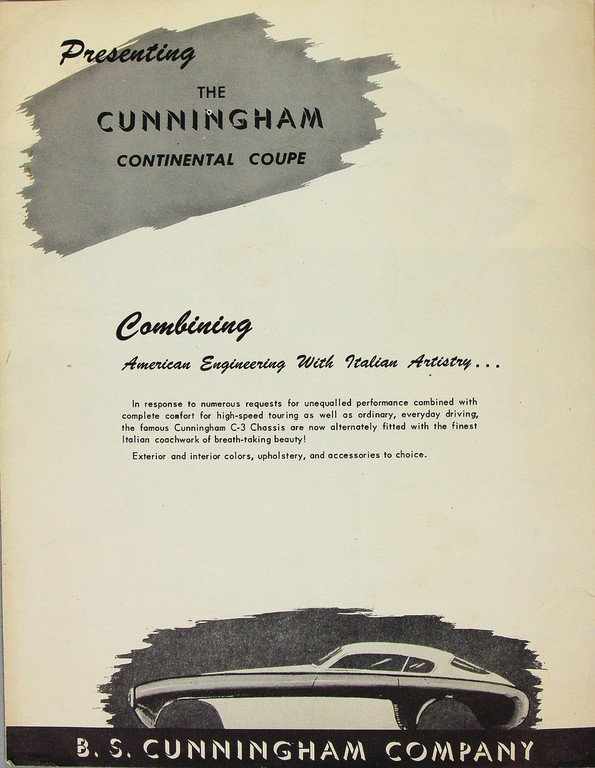 Presenting
THE
CUNNINGHAM
CONTINENTAL COUPE
Combining
American Engineering With Italian Artistry...
In response to numerous requests for unequalled performance combined with
complete comfort for high-speed touring as well as ordinary, everyday driving,
the famous Cunningham C-3 Chassis are now alternately fitted with the finest
Italian coachwork of breath-taking beauty!
Exterior and interior colors, upholstery, and accessories to choice.
B. S. CUNNINGHAM COMPANY